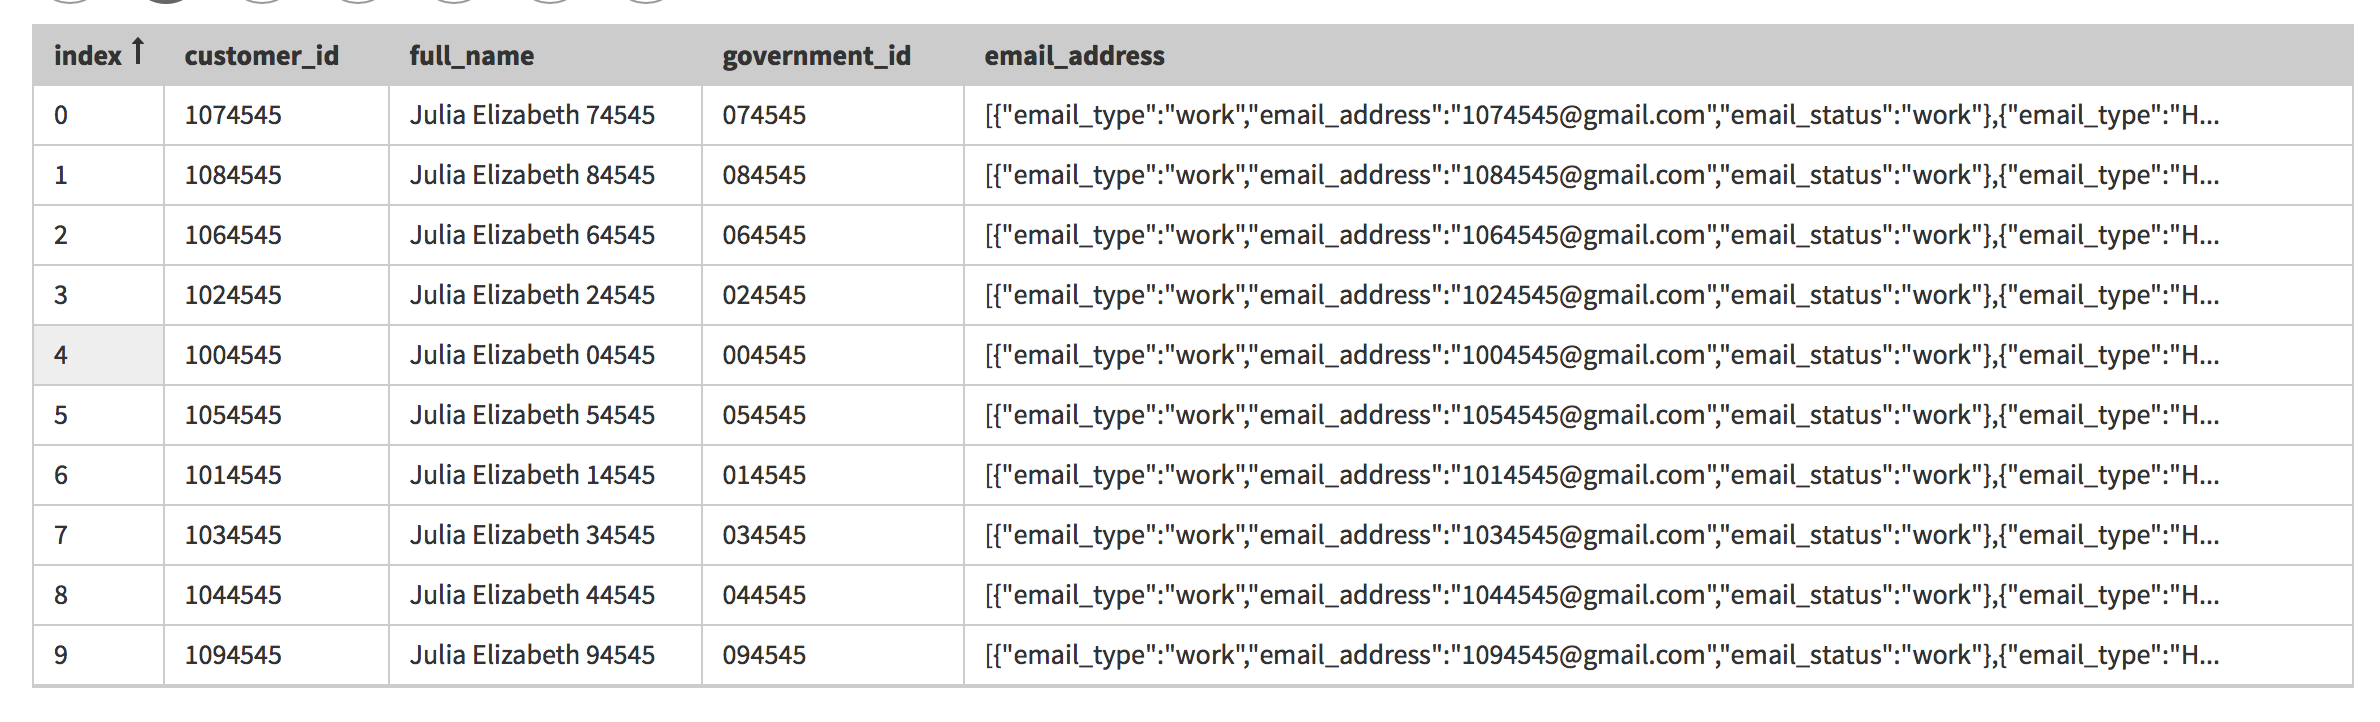 index ↑ customer_id full_name government_id email_address
0 1074545 Julia Elizabeth 74545 074545 [{"email_type":"work","email_address":"1074545@gmail.com","email_status":"work"},{"email_type":"H...
1 1084545 Julia Elizabeth 84545 084545 [{"email_type":"work","email_address":"1084545@gmail.com","email_status":"work"},{"email_type":"H...
2 1064545 Julia Elizabeth 64545 064545 [{"email_type":"work","email_address":"1064545@gmail.com","email_status":"work"},{"email_type":"H...
3 1024545 Julia Elizabeth 24545 024545 [{"email_type":"work","email_address":"1024545@gmail.com","email_status":"work"},{"email_type":"H...
4 1004545 Julia Elizabeth 04545 004545 [{"email_type":"work","email_address":"1004545@gmail.com","email_status":"work"},{"email_type":"H...
5 1054545 Julia Elizabeth 54545 054545 [{"email_type":"work","email_address":"1054545@gmail.com","email_status":"work"},{"email_type":"H...
6 1014545 Julia Elizabeth 14545 014545 [{"email_type":"work","email_address":"1014545@gmail.com","email_status":"work"},{"email_type":"H...
7 1034545 Julia Elizabeth 34545 034545 [{"email_type":"work","email_address":"1034545@gmail.com","email_status":"work"},{"email_type":"H...
8 1044545 Julia Elizabeth 44545 044545 [{"email_type":"work","email_address":"1044545@gmail.com","email_status":"work"},{"email_type":"H...
9 1094545 Julia Elizabeth 94545 094545 [{"email_type":"work","email_address":"1094545@gmail.com","email_status":"work"},{"email_type":"H...